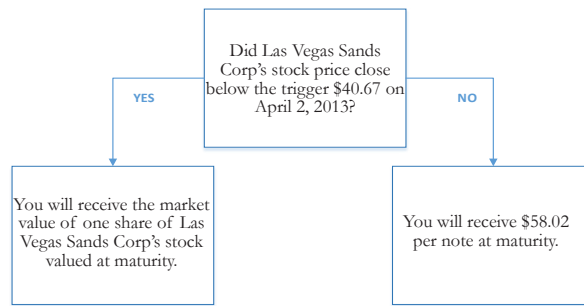 Did Las Vegas Sands
Corp’s stock price close
below the trigger $40.67 on
April 2, 2013?
YES
NO
You will receive the market
value of one share of Las
Vegas Sands Corp’s stock
valued at maturity.
You will receive $58.02
per note at maturity.